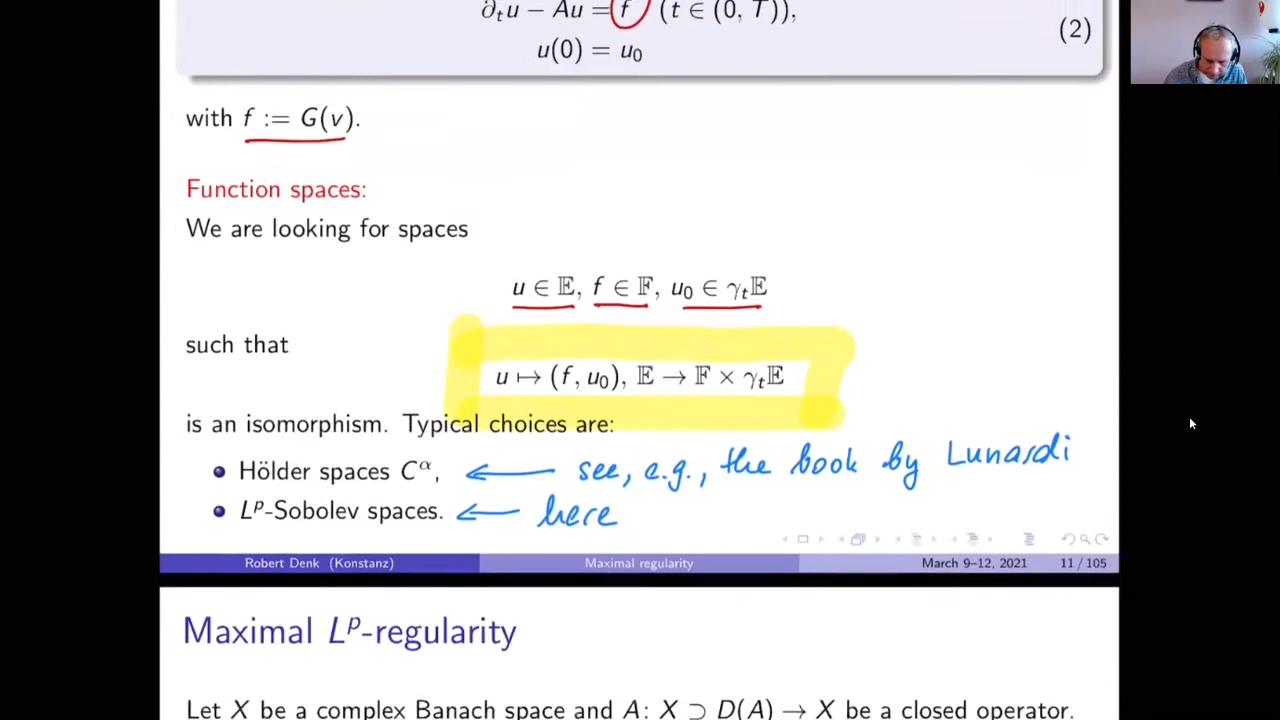 ∂ₜu − Au = f (t ∈ (0, T)),
u(0) = u₀
(2)
with f := G(v).
Function spaces:
We are looking for spaces
u ∈ 𝔼, f ∈ 𝔽, u₀ ∈ γₜ𝔼
such that
u ↦ (f, u₀), 𝔼 → 𝔽 × γₜ𝔼
is an isomorphism. Typical choices are:
Hölder spaces Cᵅ, ← see, e.g., the book by Lunardi
Lᵖ-Sobolev spaces. ← here
Robert Denk (Konstanz) Maximal regularity March 9–12, 2021 11 / 105
Maximal Lᵖ-regularity
Let X be a complex Banach space and A: X ⊃ D(A) → X be a closed operator.